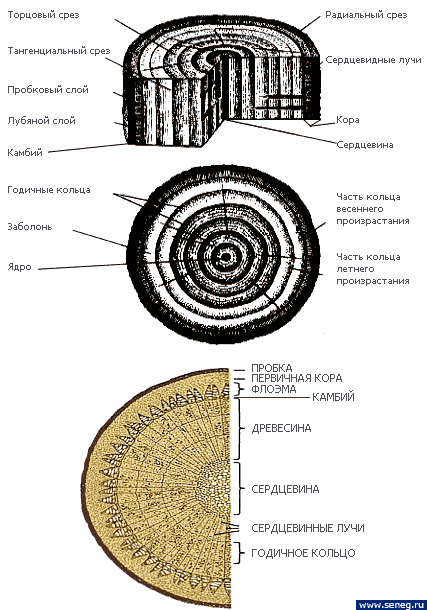 Торцовый срез
Радиальный срез
Тангенциальный срез
Сердцевидные лучи
Пробковый слой
Лубяной слой
Кора
Камбий
Сердцевина
Годичные кольца
Часть кольца
весеннего
произрастания
Заболонь
Ядро
Часть кольца
летнего
произрастания
ПРОБКА
ПЕРВИЧНАЯ КОРА
ФЛОЭМА
КАМБИЙ
ДРЕВЕСИНА
СЕРДЦЕВИНА
СЕРДЦЕВИННЫЕ ЛУЧИ
ГОДИЧНОЕ КОЛЬЦО
www.seneg.ru